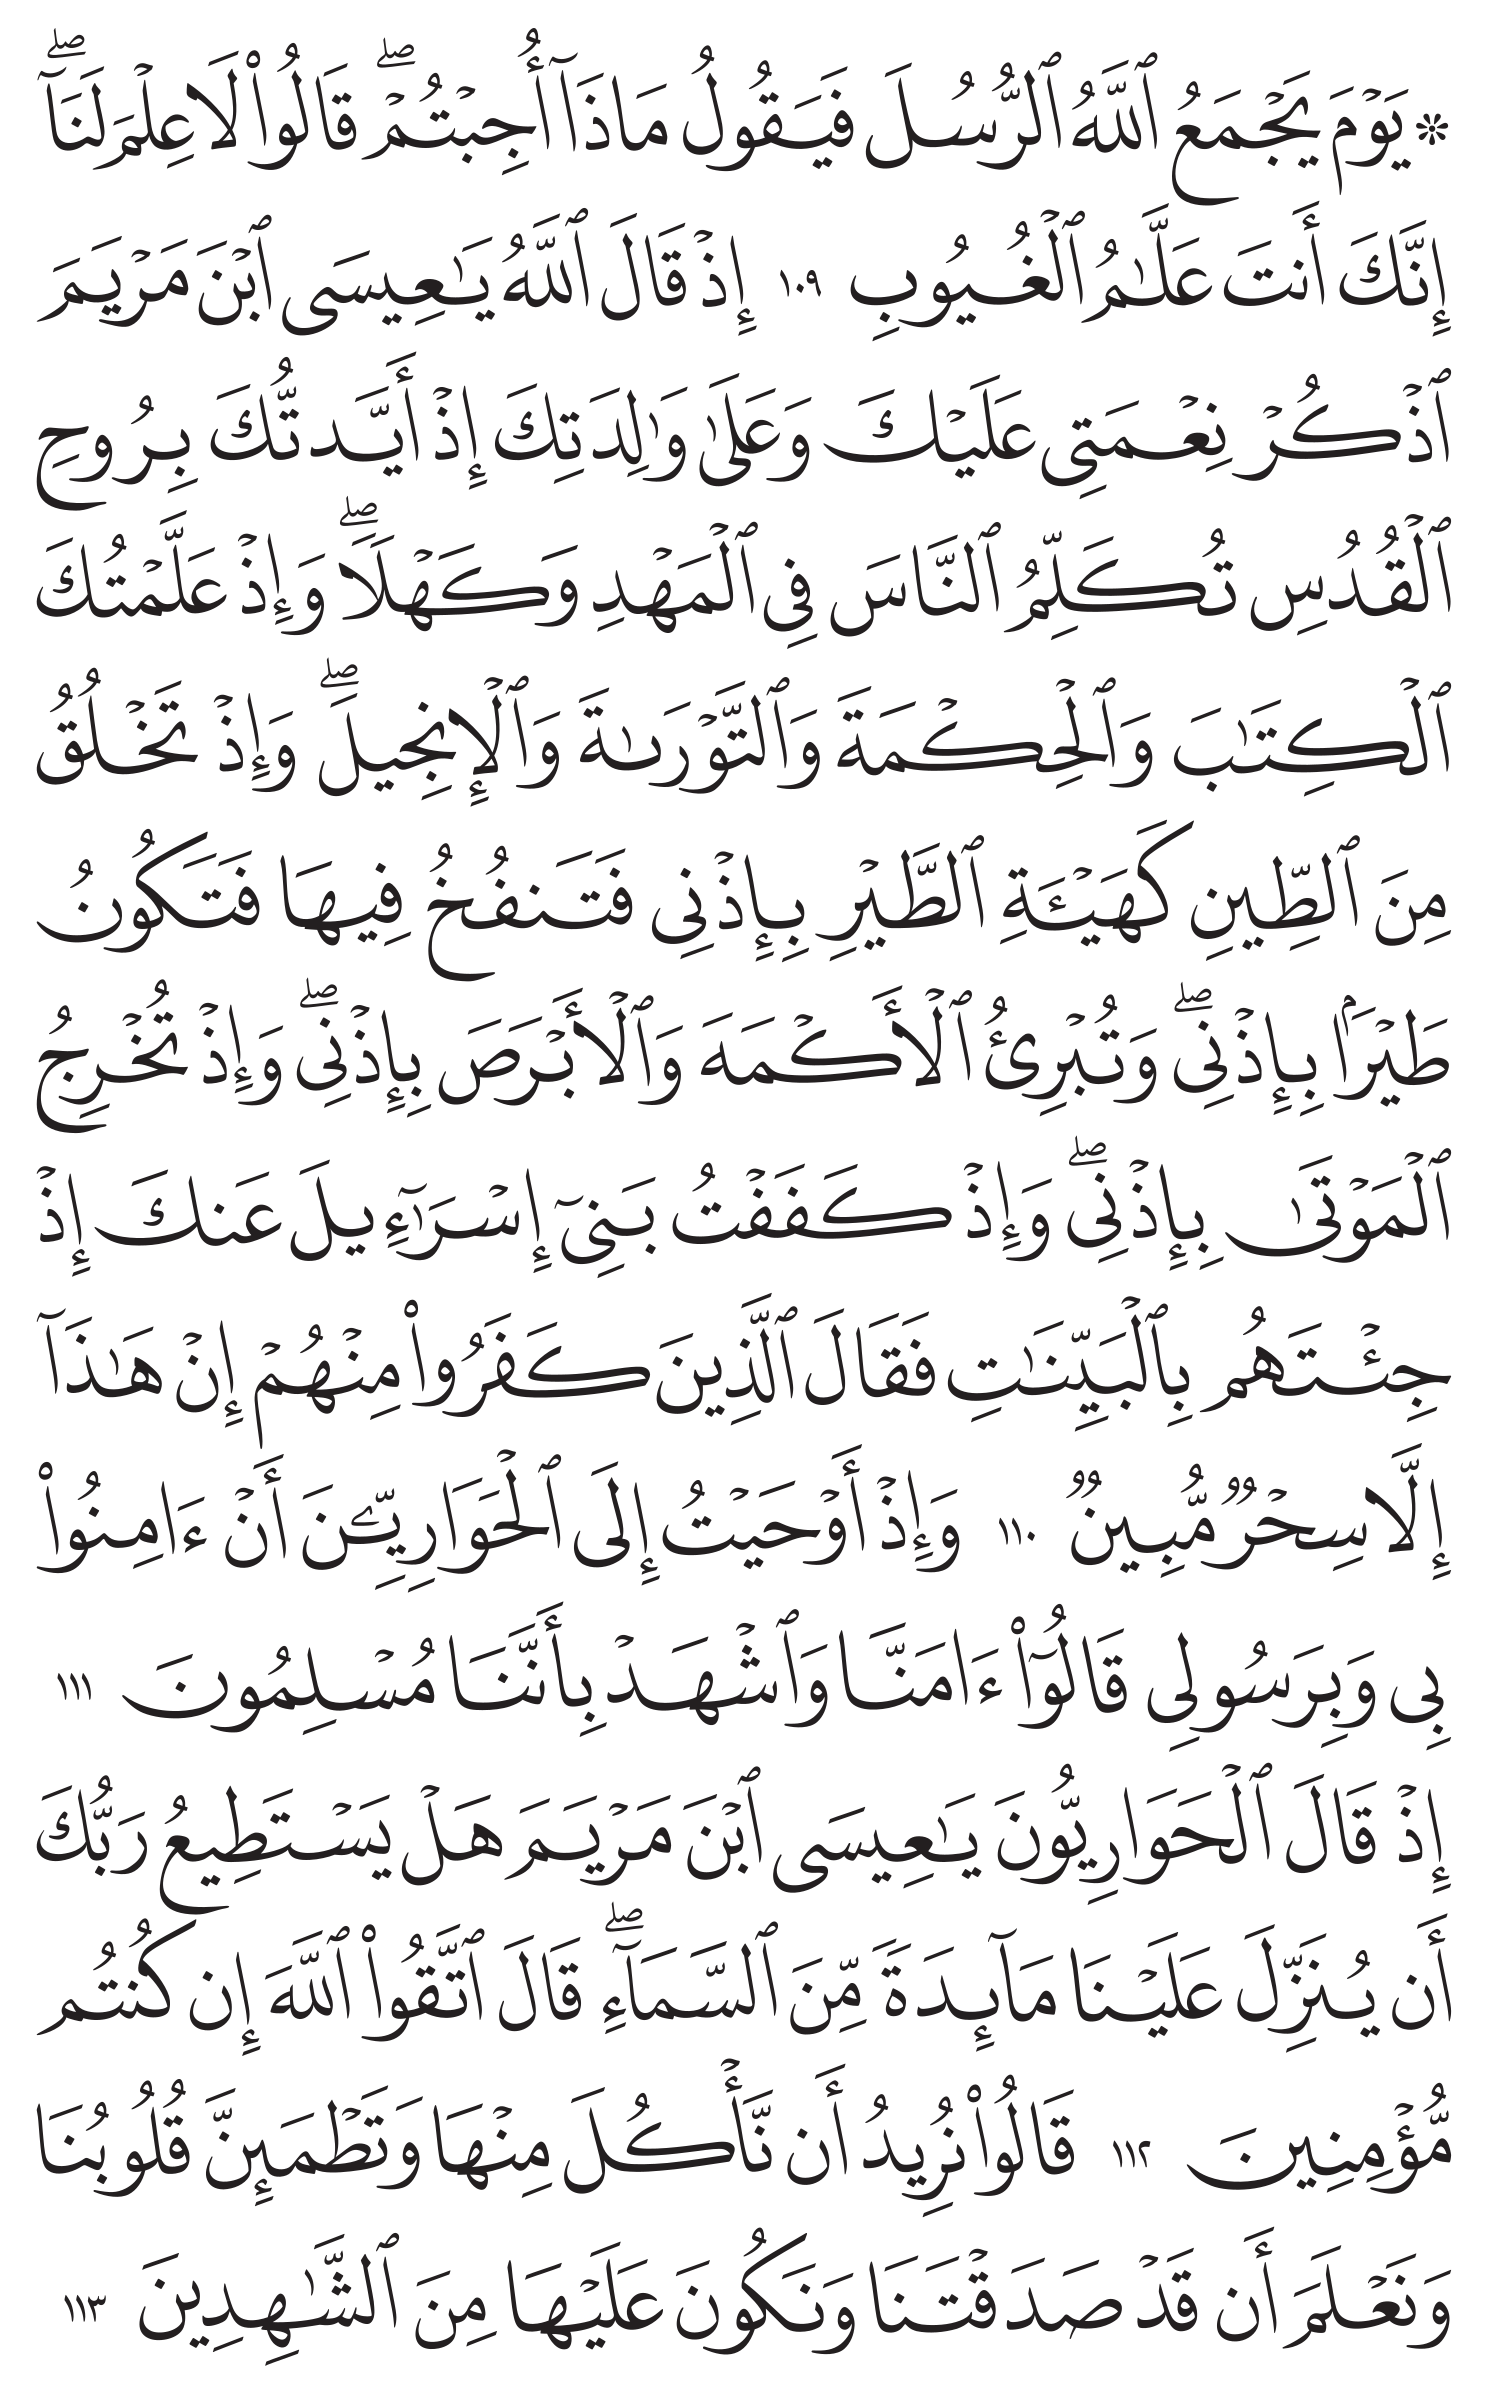 ۞يَوۡمَ يَجۡمَعُ ٱللَّهُ ٱلرُّسُلَ فَيَقُولُ مَاذَآ أُجِبۡتُمۡۖ قَالُواْ لَا عِلۡمَ لَنَآۖ
إِنَّكَ أَنتَ عَلَّٰمُ ٱلۡغُيُوبِ ١٠٩ إِذۡ قَالَ ٱللَّهُ يَٰعِيسَى ٱبۡنَ مَرۡيَمَ
ٱذۡكُرۡ نِعۡمَتِي عَلَيۡكَ وَعَلَىٰ وَٰلِدَتِكَ إِذۡ أَيَّدتُّكَ بِرُوحِ
ٱلۡقُدُسِ تُكَلِّمُ ٱلنَّاسَ فِي ٱلۡمَهۡدِ وَكَهۡلٗاۖ وَإِذۡ عَلَّمۡتُكَ
ٱلۡكِتَٰبَ وَٱلۡحِكۡمَةَ وَٱلتَّوۡرَىٰةَ وَٱلۡإِنجِيلَۖ وَإِذۡ تَخۡلُقُ
مِنَ ٱلطِّينِ كَهَيۡـَٔةِ ٱلطَّيۡرِ بِإِذۡنِي فَتَنفُخُ فِيهَا فَتَكُونُ
طَيۡرَۢا بِإِذۡنِيۖ وَتُبۡرِئُ ٱلۡأَكۡمَهَ وَٱلۡأَبۡرَصَ بِإِذۡنِيۖ وَإِذۡ تُخۡرِجُ
ٱلۡمَوۡتَىٰ بِإِذۡنِيۖ وَإِذۡ كَفَفۡتُ بَنِيٓ إِسۡرَٰٓءِيلَ عَنكَ إِذۡ
جِئۡتَهُم بِٱلۡبَيِّنَٰتِ فَقَالَ ٱلَّذِينَ كَفَرُواْ مِنۡهُمۡ إِنۡ هَٰذَآ
إِلَّا سِحۡرٞ مُّبِينٞ ١١٠ وَإِذۡ أَوۡحَيۡتُ إِلَى ٱلۡحَوَارِيِّـۧنَ أَنۡ ءَامِنُواْ
بِي وَبِرَسُولِي قَالُوٓاْ ءَامَنَّا وَٱشۡهَدۡ بِأَنَّنَا مُسۡلِمُونَ ١١١
إِذۡ قَالَ ٱلۡحَوَارِيُّونَ يَٰعِيسَى ٱبۡنَ مَرۡيَمَ هَلۡ يَسۡتَطِيعُ رَبُّكَ
أَن يُنَزِّلَ عَلَيۡنَا مَآئِدَةٗ مِّنَ ٱلسَّمَآءِۖ قَالَ ٱتَّقُواْ ٱللَّهَ إِن كُنتُم
مُّؤۡمِنِينَ ١١٢ قَالُواْ نُرِيدُ أَن نَّأۡكُلَ مِنۡهَا وَتَطۡمَئِنَّ قُلُوبُنَا
وَنَعۡلَمَ أَن قَدۡ صَدَقۡتَنَا وَنَكُونَ عَلَيۡهَا مِنَ ٱلشَّٰهِدِينَ ١١٣